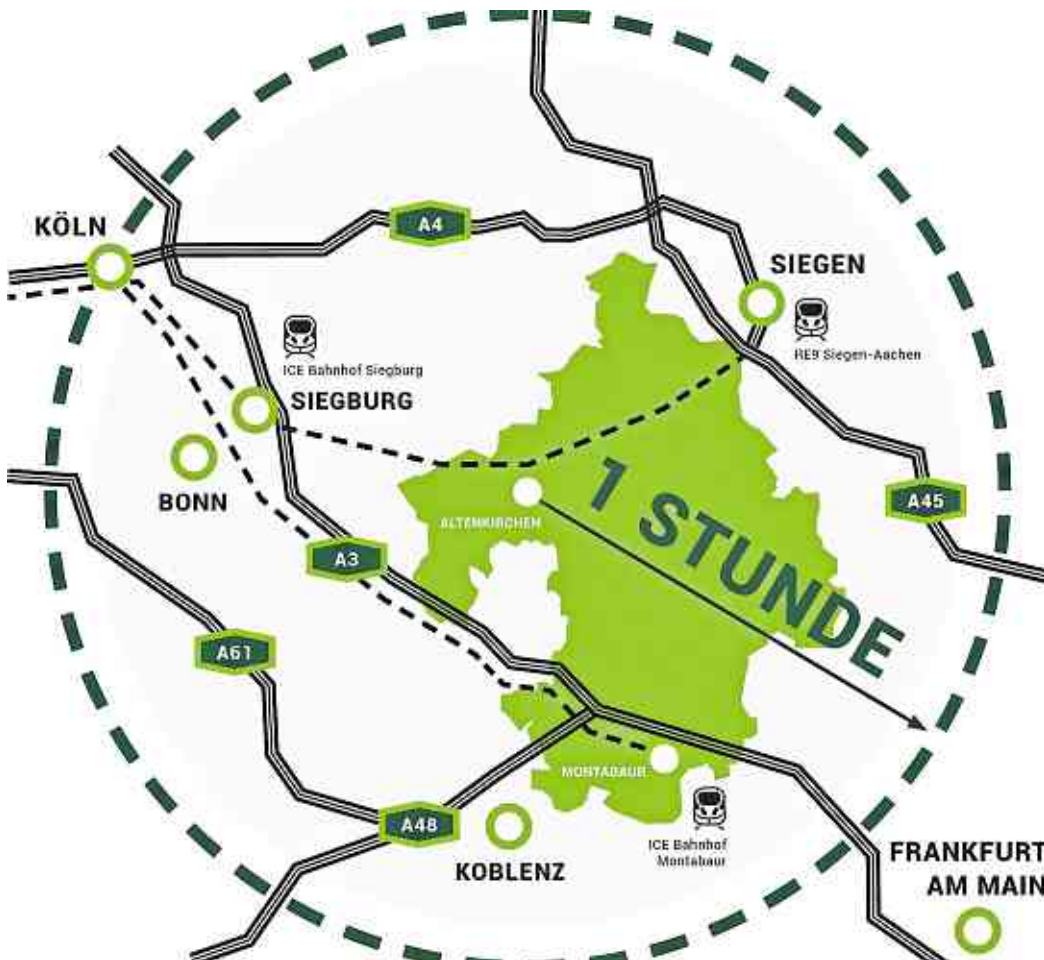 A4
KÖLN
SIEGEN
RE9 Siegen-Aachen
ICE Bahnhof Siegburg
SIEGBURG
BONN
1 STUNDE
A45
ALTENKIRCHEN
A3
A61
MONTABAUR
A48
KOBLENZ
ICE Bahnhof
Montabaur
FRANKFURT
AM MAIN